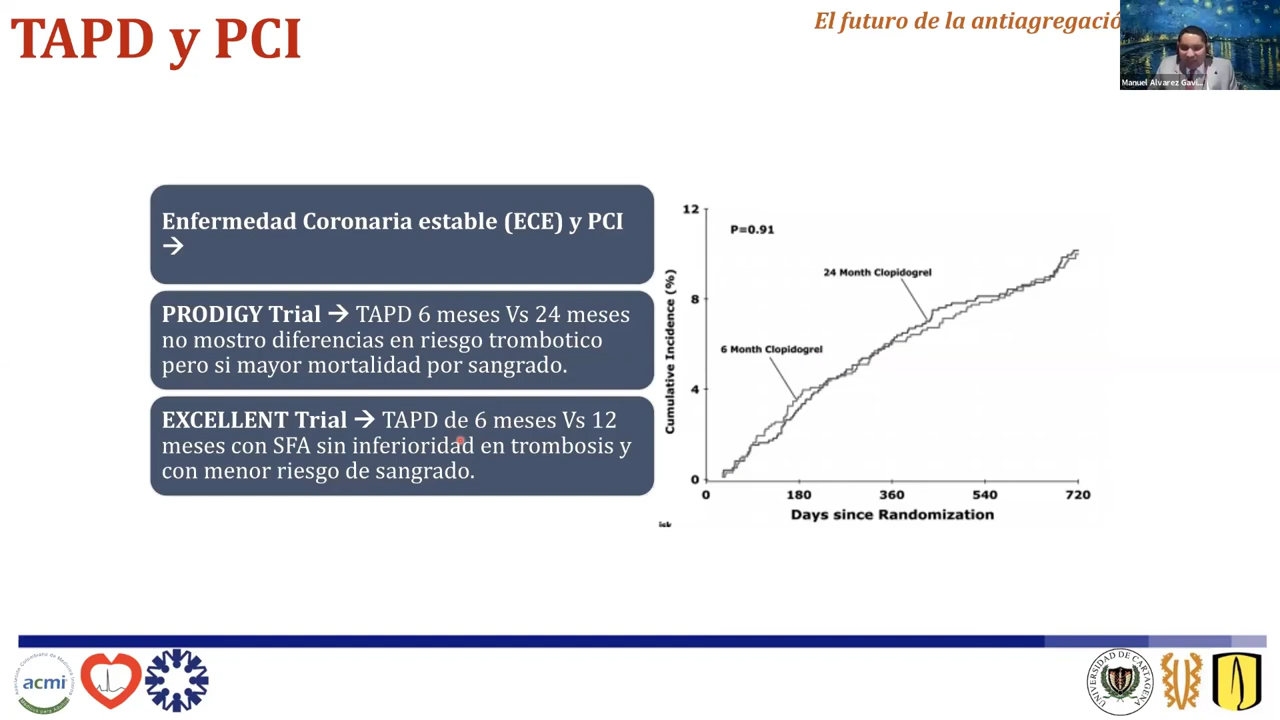 TAPD y PCI
El futuro de la antiagregació
Manuel Alvarez Gavi...
Enfermedad Coronaria estable (ECE) y PCI
→
PRODIGY Trial → TAPD 6 meses Vs 24 meses
no mostro diferencias en riesgo trombotico
pero si mayor mortalidad por sangrado.
EXCELLENT Trial → TAPD de 6 meses Vs 12
meses con SFA sin inferioridad en trombosis y
con menor riesgo de sangrado.
12
P=0.91
24 Month Clopidogrel
8
6 Month Clopidogrel
Cumulative Incidence (%)
4
0
0 180 360 540 720
Days since Randomization
risk
acmi
UNIVERSIDAD DE CARTAGENA